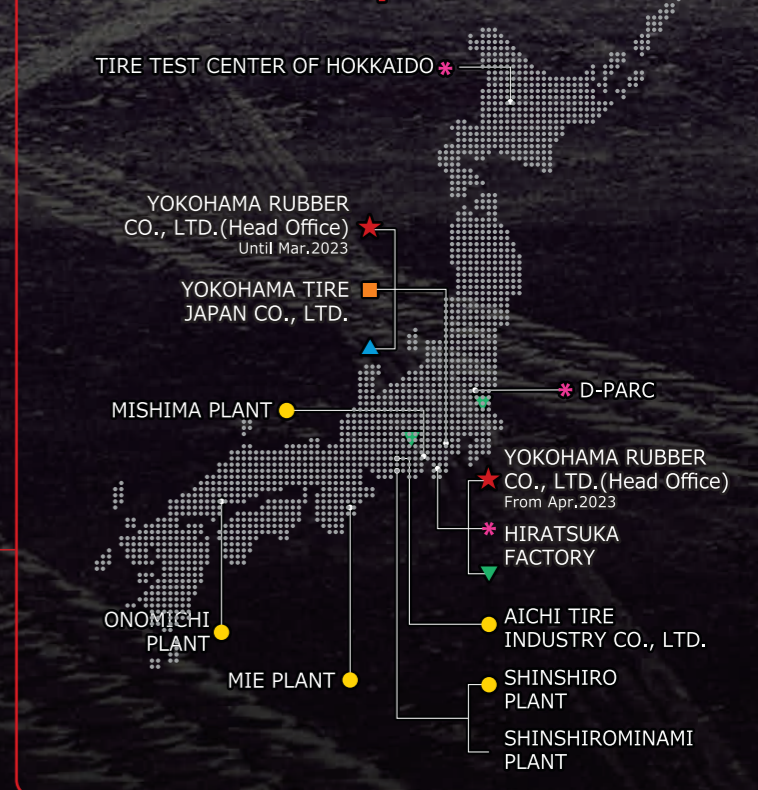 TIRE TEST CENTER OF HOKKAIDO
YOKOHAMA RUBBER
CO., LTD.(Head Office)
Until Mar.2023
YOKOHAMA TIRE
JAPAN CO., LTD.
D-PARC
MISHIMA PLANT
YOKOHAMA RUBBER
CO., LTD.(Head Office)
From Apr.2023
HIRATSUKA
FACTORY
ONOMICHI
PLANT
AICHI TIRE
INDUSTRY CO., LTD.
MIE PLANT
SHINSHIRO
PLANT
SHINSHIROMINAMI
PLANT